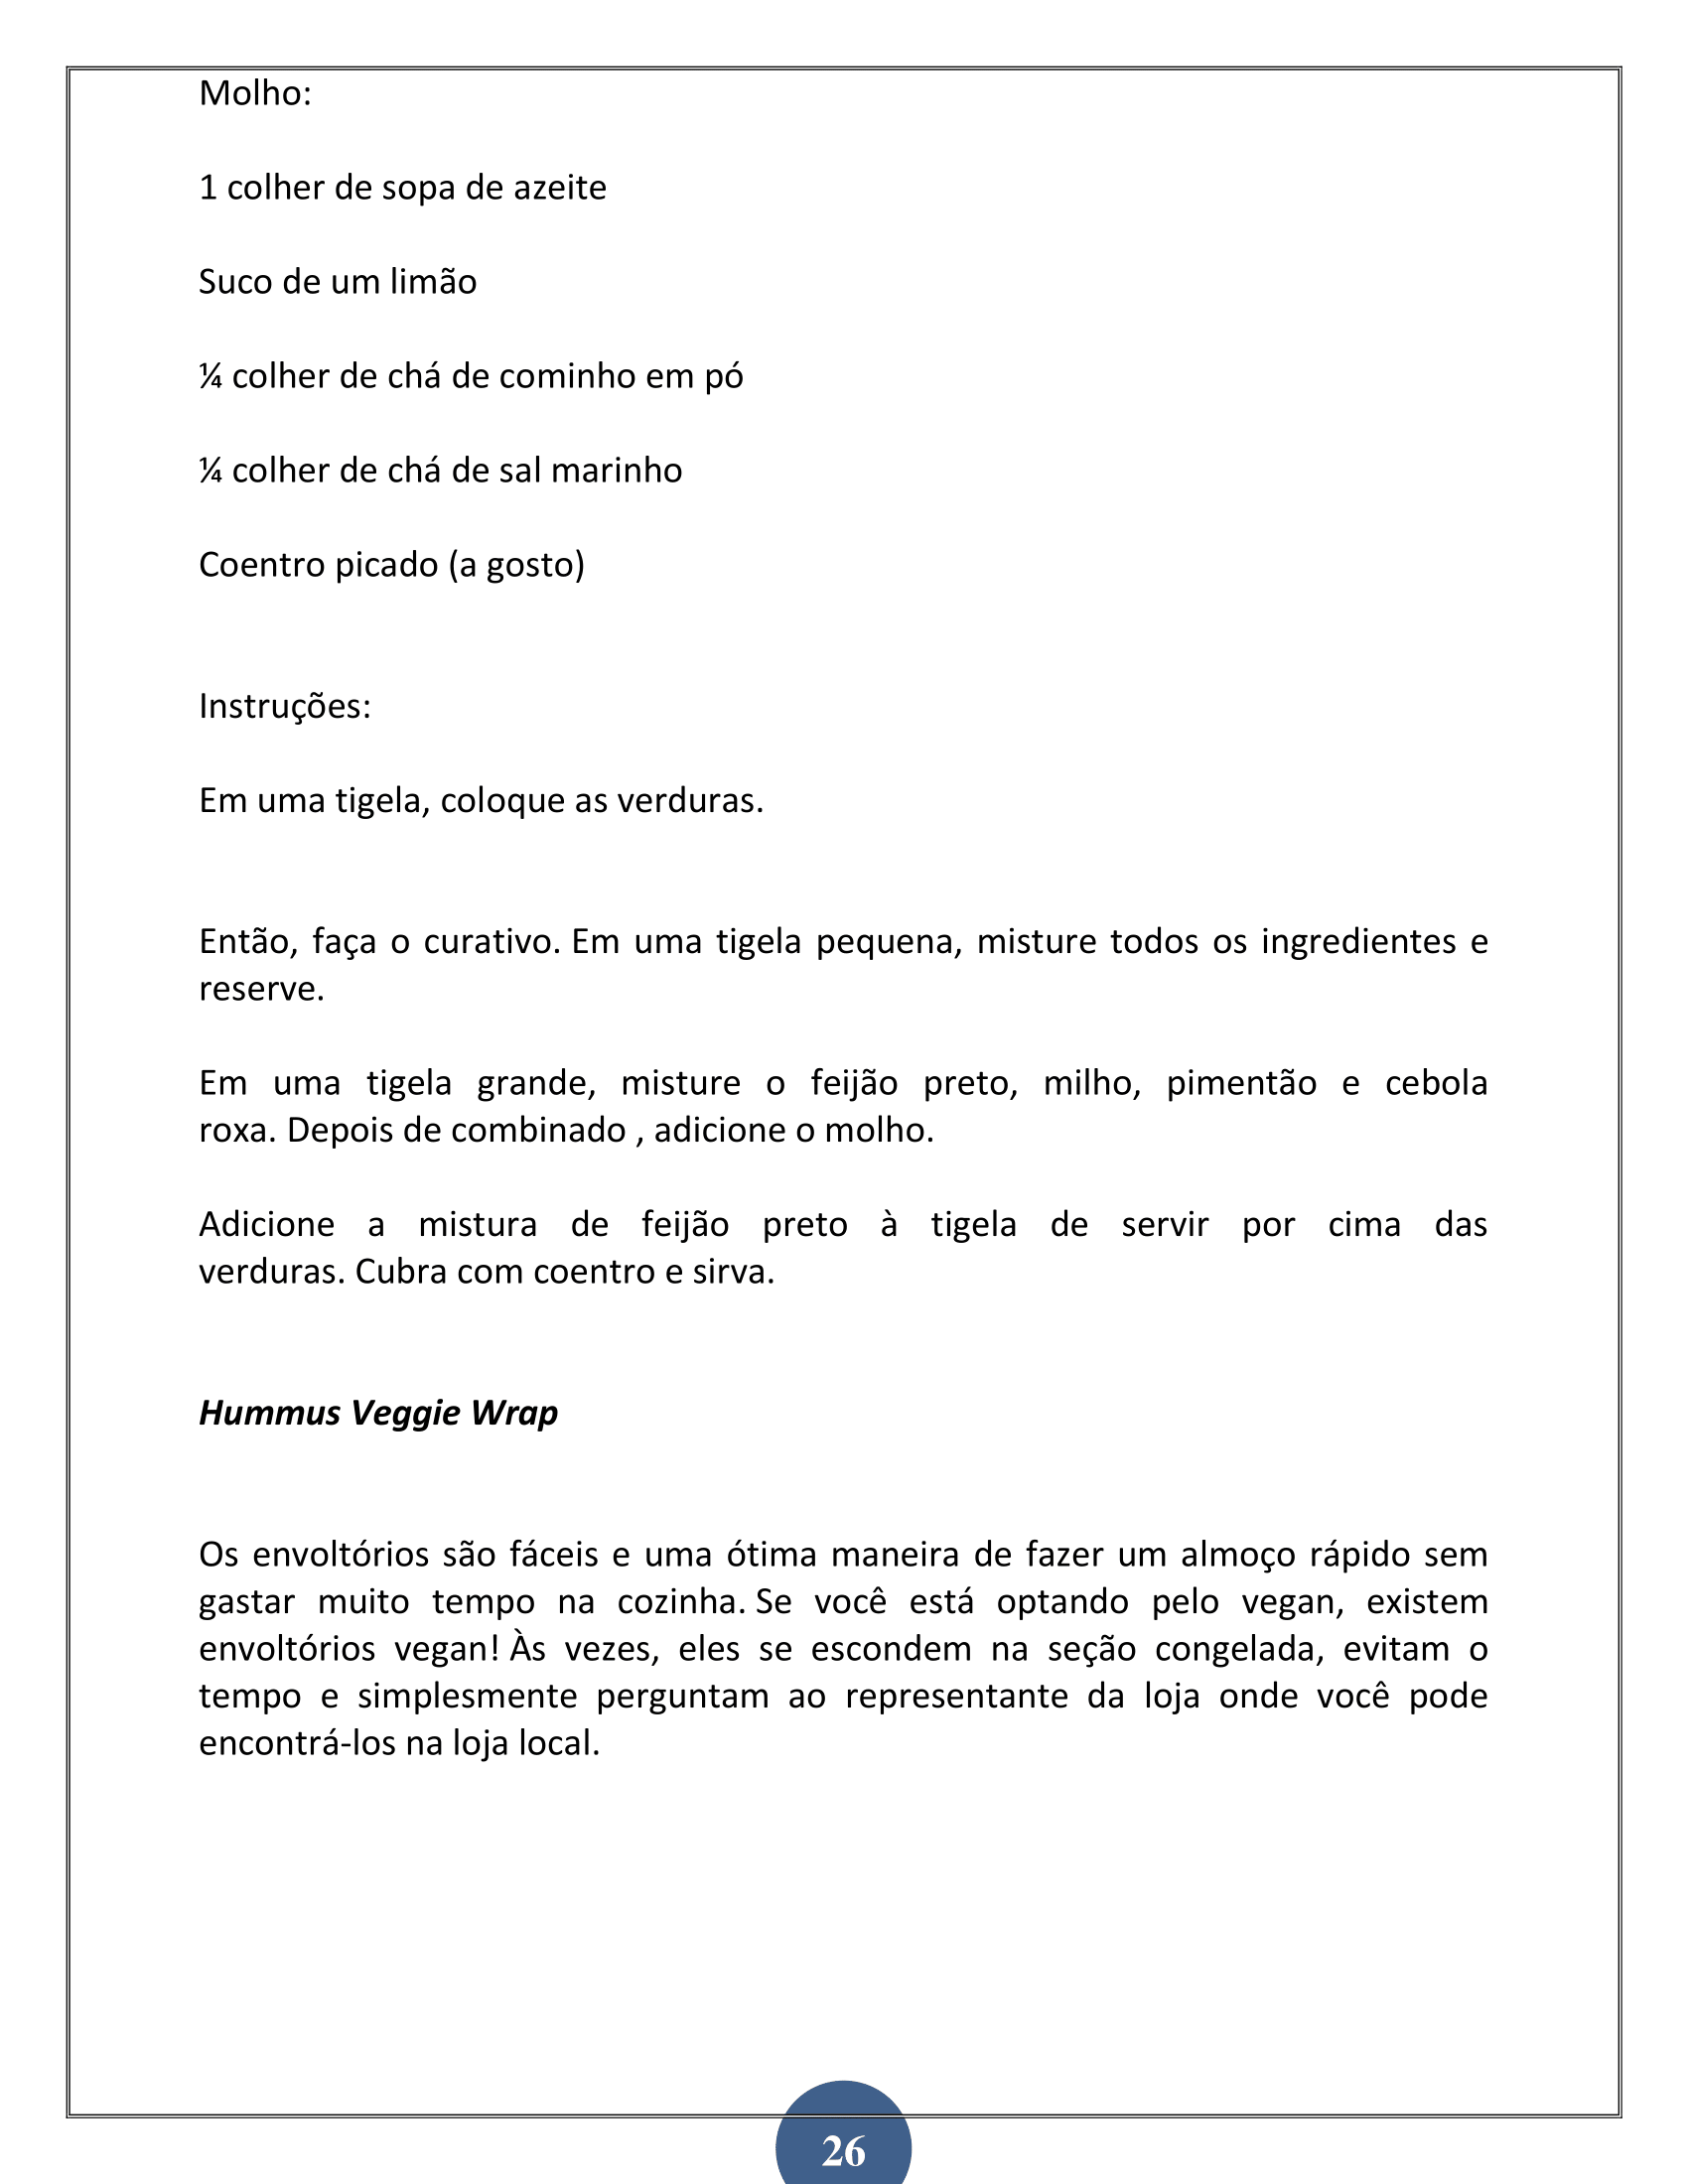 Molho:
1 colher de sopa de azeite
Suco de um limão
¼ colher de chá de cominho em pó
¼ colher de chá de sal marinho
Coentro picado (a gosto)
Instruções:
Em uma tigela, coloque as verduras.
Então, faça o curativo. Em uma tigela pequena, misture todos os ingredientes e
reserve.
Em uma tigela grande, misture o feijão preto, milho, pimentão e cebola
roxa. Depois de combinado , adicione o molho.
Adicione a mistura de feijão preto à tigela de servir por cima das
verduras. Cubra com coentro e sirva.
Hummus Veggie Wrap
Os envoltórios são fáceis e uma ótima maneira de fazer um almoço rápido sem
gastar muito tempo na cozinha. Se você está optando pelo vegan, existem
envoltórios vegan! Às vezes, eles se escondem na seção congelada, evitam o
tempo e simplesmente perguntam ao representante da loja onde você pode
encontrá-los na loja local.
26